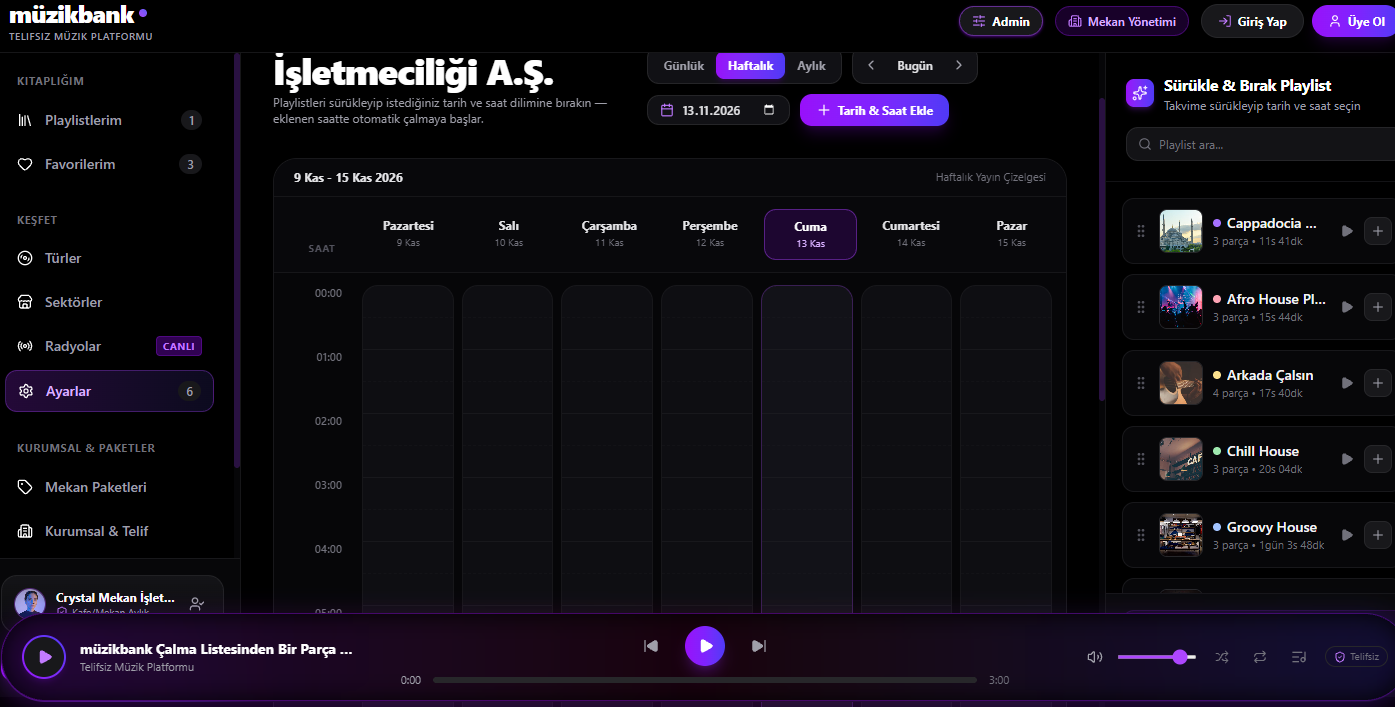 müzikbank
TELİFSİZ MÜZİK PLATFORMU
Admin
Mekan Yönetimi
Giriş Yap
Üye Ol
KİTAPLIĞIM
Playlistlerim 1
Favorilerim 3
KEŞFET
Türler
Sektörler
Radyolar CANLI
Ayarlar 6
KURUMSAL & PAKETLER
Mekan Paketleri
Kurumsal & Telif
Crystal Mekan İşlet...
Kafe/Mekan Aylık
İşletmeciliği A.Ş.
Playlistleri sürükleyip istediğiniz tarih ve saat dilimine bırakın —
eklenen saatte otomatik çalmaya başlar.
Günlük Haftalık Aylık
Bugün
13.11.2026
Tarih & Saat Ekle
9 Kas - 15 Kas 2026
Haftalık Yayın Çizelgesi
SAAT
Pazartesi
9 Kas
Salı
10 Kas
Çarşamba
11 Kas
Perşembe
12 Kas
Cuma
13 Kas
Cumartesi
14 Kas
Pazar
15 Kas
00:00
01:00
02:00
03:00
04:00
05:00
Sürükle & Bırak Playlist
Takvime sürükleyip tarih ve saat seçin
Playlist ara...
Cappadocia ...
3 parça • 11s 41dk
Afro House Pl...
3 parça • 15s 44dk
Arkada Çalsın
4 parça • 17s 40dk
Chill House
3 parça • 20s 04dk
Groovy House
3 parça • 1gün 3s 48dk
müzikbank Çalma Listesinden Bir Parça ...
Telifsiz Müzik Platformu
0:00
3:00
Telifsiz